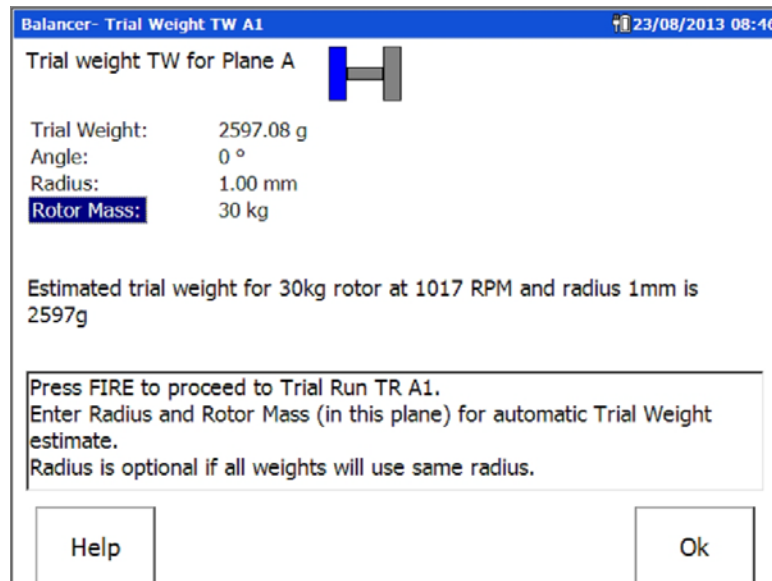 Balancer- Trial Weight TW A1 23/08/2013 08:46
Trial weight TW for Plane A
Trial Weight: 2597.08 g
Angle: 0 °
Radius: 1.00 mm
Rotor Mass: 30 kg
Estimated trial weight for 30kg rotor at 1017 RPM and radius 1mm is
2597g
Press FIRE to proceed to Trial Run TR A1.
Enter Radius and Rotor Mass (in this plane) for automatic Trial Weight
estimate.
Radius is optional if all weights will use same radius.
Help Ok